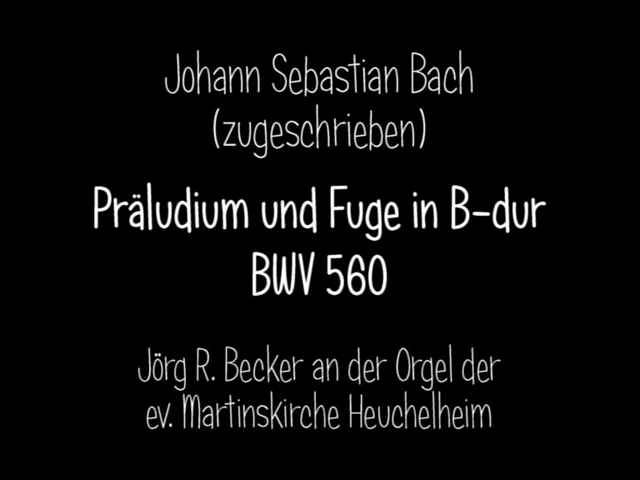 Johann Sebastian Bach
(zugeschrieben)
Präludium und Fuge in B-dur
BWV 560
Jörg R. Becker an der Orgel der
ev. Martinskirche Heuchelheim